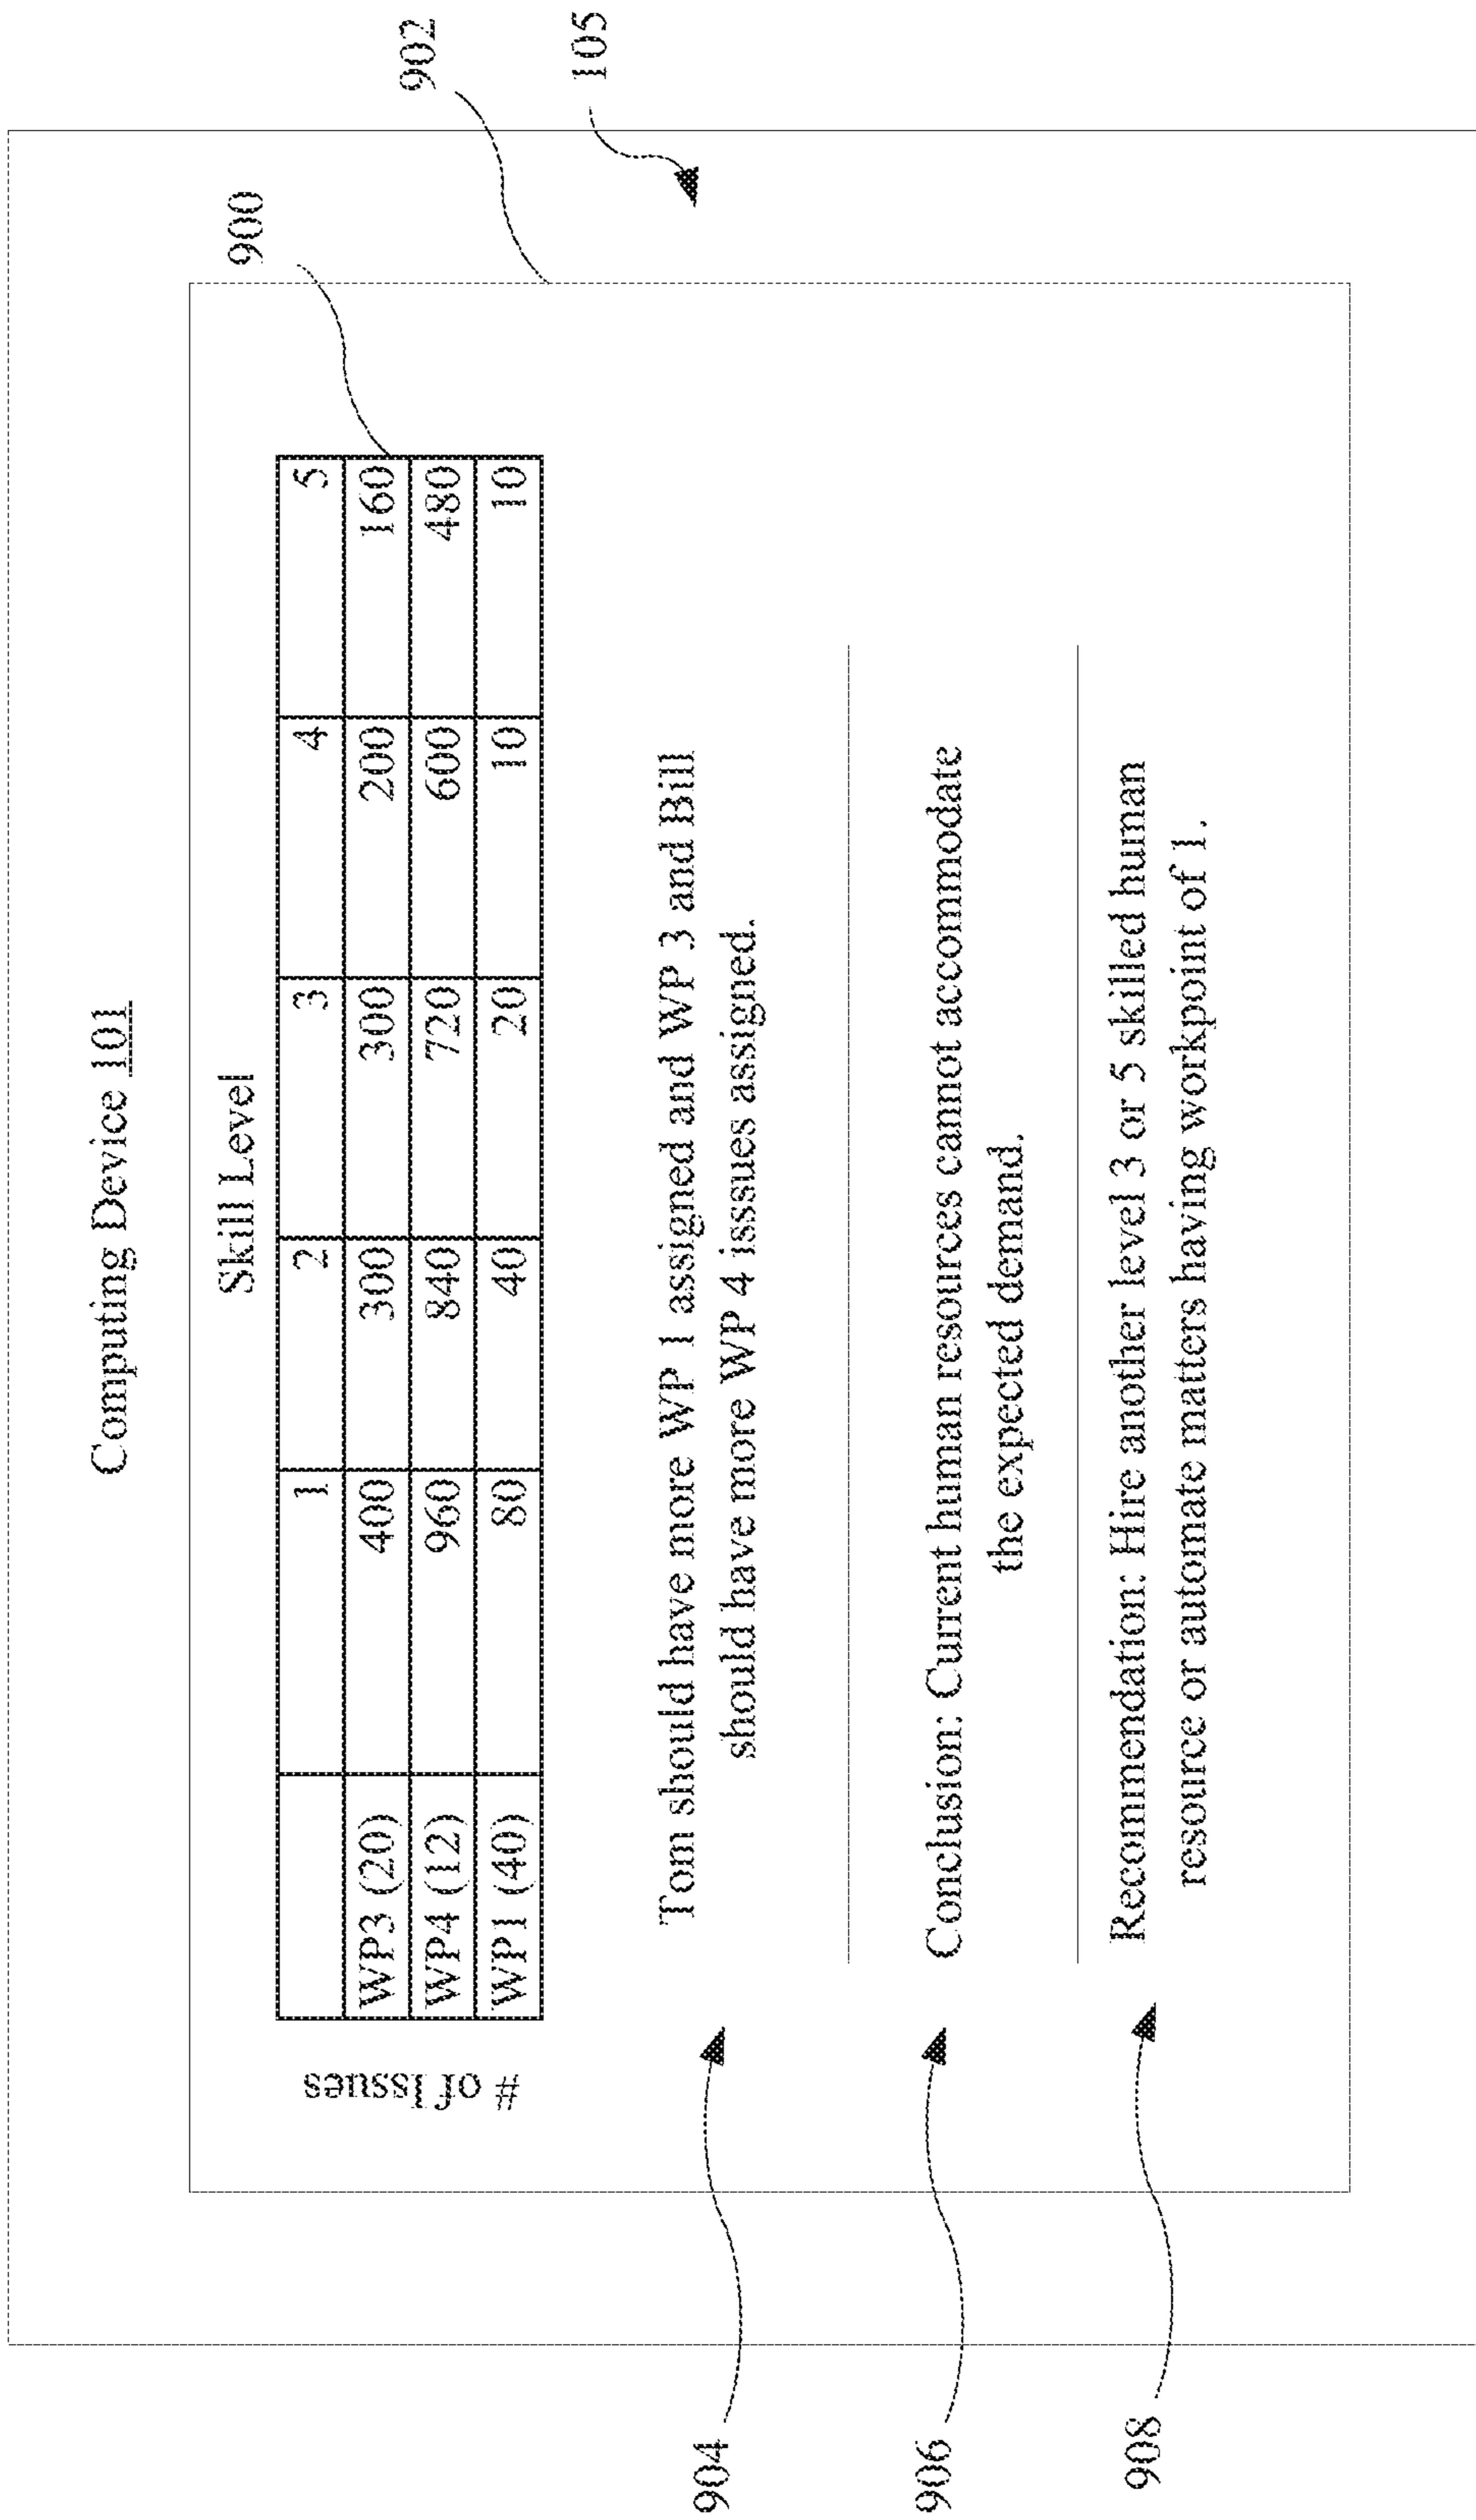 Computing Device 101
902
105
900
Skill Level
# of Issues
1 2 3 4 5
WP3 (20) 400 300 300 200 160
WP4 (12) 960 840 720 600 480
WP1 (40) 80 40 20 10 10
904
Tom should have more WP 1 assigned and WP 3 and Bill
should have more WP 4 isssues assigned.
906
Conclusion: Current human resources cannot accommodate
the expected demand.
908
Recommendation: Hire another level 3 or 5 skilled human
resource or automate matters having workpoint of 1.